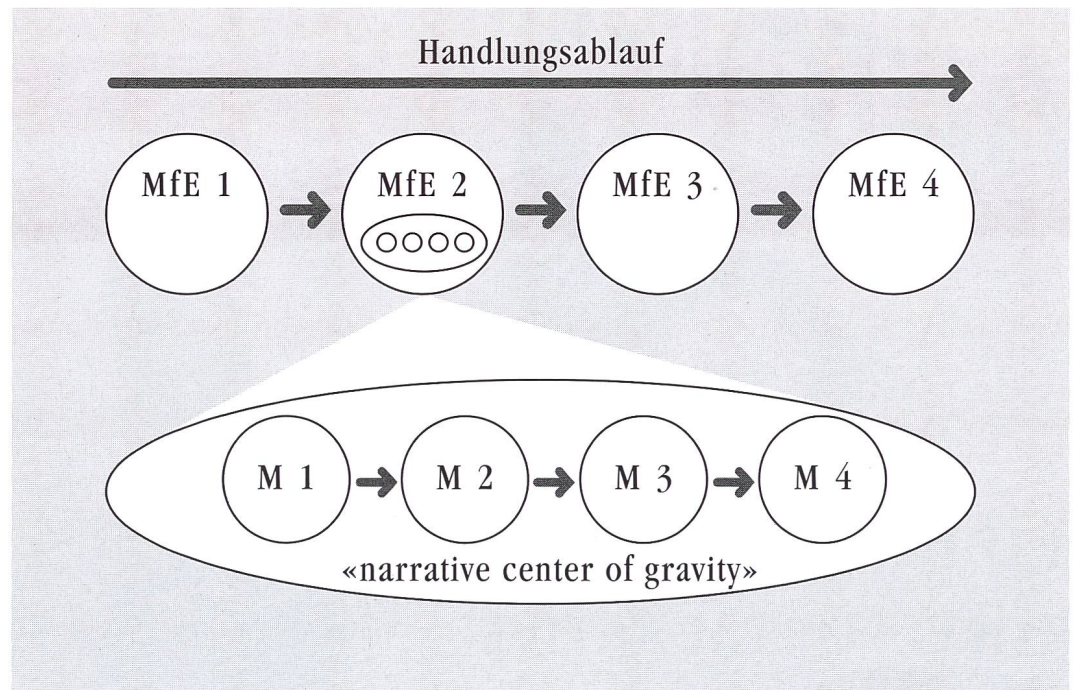 Handlungsablauf
MfE 1 MfE 2 MfE 3 MfE 4
M 1 M 2 M 3 M 4
«narrative center of gravity»